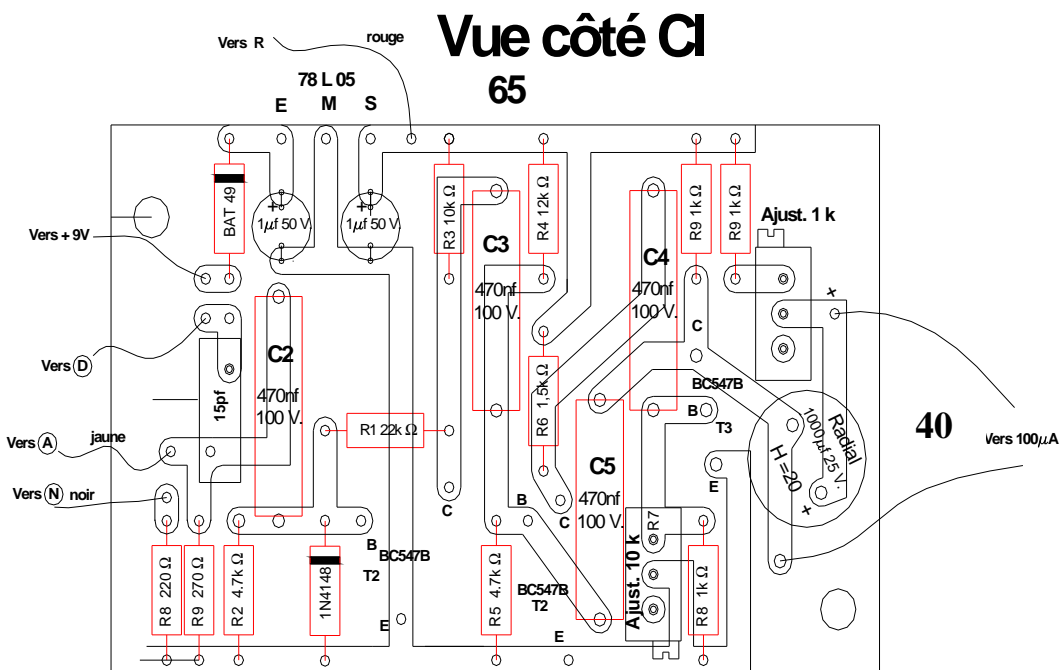 Vue côté CI
Vers R
rouge
65
78 L 05
E
M
S
BAT 49
+
1µf 50 V.
+
1µf 50 V.
R3 10k Ω
C3
470nf
100 V.
R4 12k Ω
C4
470nf
100 V.
R9 1k Ω
R9 1k Ω
Ajust. 1 k
+
Vers + 9V
Vers D
15pf
C2
470nf
100 V.
C
BC547B
B
T3
E
R1 22k Ω
R6 1,5k Ω
Radial
1000µf 25 V.
H =20
+
40
Vers 100µA
Vers A
jaune
Vers N noir
C
B
C
C5
470nf
100 V.
R7
Ajust. 10 k
B
BC547B
T2
E
R8 220 Ω
R9 270 Ω
R2 4.7k Ω
1N4148
R5 4.7k Ω
BC547B
T2
E
R8 1k Ω